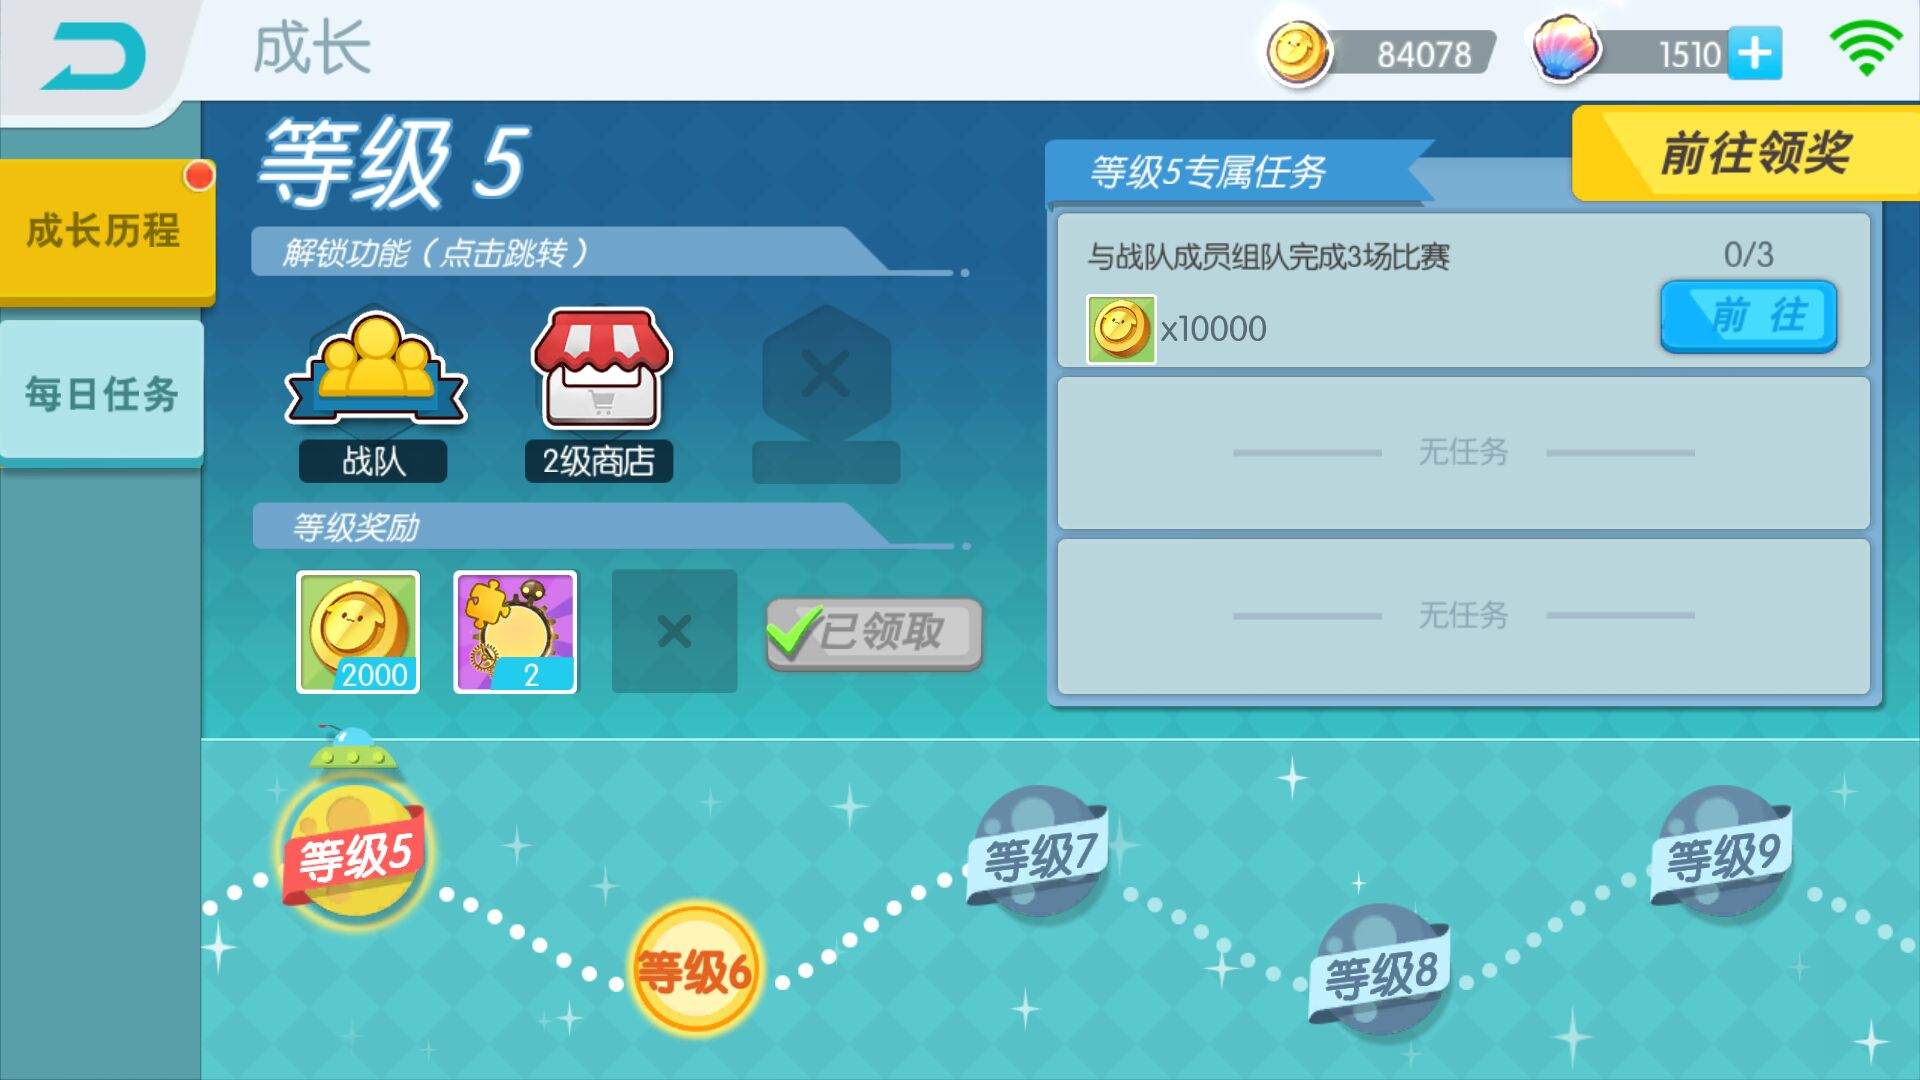 成长
84078
1510
成长历程
每日任务
等级 5
解锁功能（点击跳转）
战队
2级商店
等级奖励
2000
2
已领取
等级5专属任务
前往领奖
与战队成员组队完成3场比赛
0/3
x10000
前 往
无任务
无任务
等级5
等级6
等级7
等级8
等级9